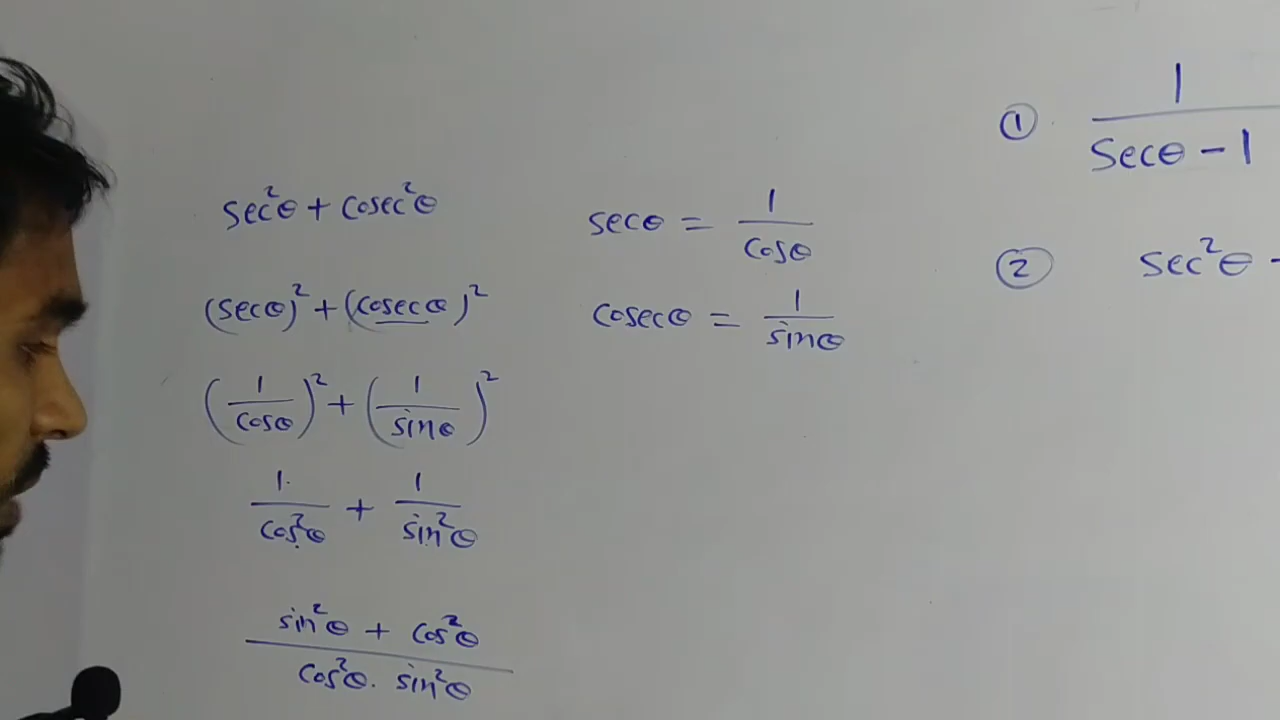 sec²θ + cosec²θ
(secθ)² + (cosecθ)²
(1/cosθ)² + (1/sinθ)²
1/cos²θ + 1/sin²θ
sin²θ + cos²θ / cos²θ . sin²θ
secθ = 1/cosθ
cosecθ = 1/sinθ
① 1/Secθ - 1
② sec²θ -